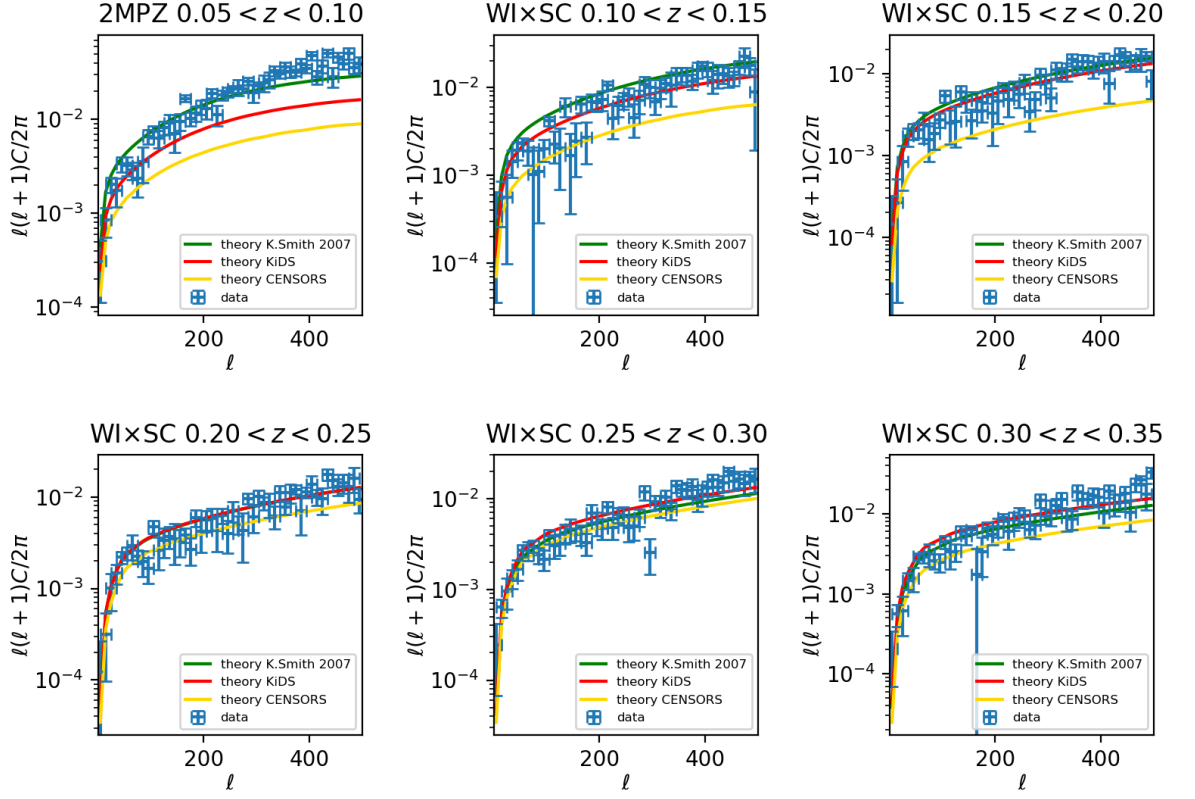 2MPZ 0.05 < z < 0.10
WI×SC 0.10 < z < 0.15
WI×SC 0.15 < z < 0.20
ℓ(ℓ + 1)C/2π
10⁻²
10⁻³
10⁻⁴
theory K.Smith 2007
theory KiDS
theory CENSORS
data
200
400
ℓ
ℓ(ℓ + 1)C/2π
10⁻²
10⁻³
10⁻⁴
theory K.Smith 2007
theory KiDS
theory CENSORS
data
200
400
ℓ
ℓ(ℓ + 1)C/2π
10⁻²
10⁻³
10⁻⁴
theory K.Smith 2007
theory KiDS
theory CENSORS
data
200
400
ℓ
WI×SC 0.20 < z < 0.25
WI×SC 0.25 < z < 0.30
WI×SC 0.30 < z < 0.35
ℓ(ℓ + 1)C/2π
10⁻²
10⁻³
10⁻⁴
theory K.Smith 2007
theory KiDS
theory CENSORS
data
200
400
ℓ
ℓ(ℓ + 1)C/2π
10⁻²
10⁻³
10⁻⁴
theory K.Smith 2007
theory KiDS
theory CENSORS
data
200
400
ℓ
ℓ(ℓ + 1)C/2π
10⁻²
10⁻³
10⁻⁴
theory K.Smith 2007
theory KiDS
theory CENSORS
data
200
400
ℓ